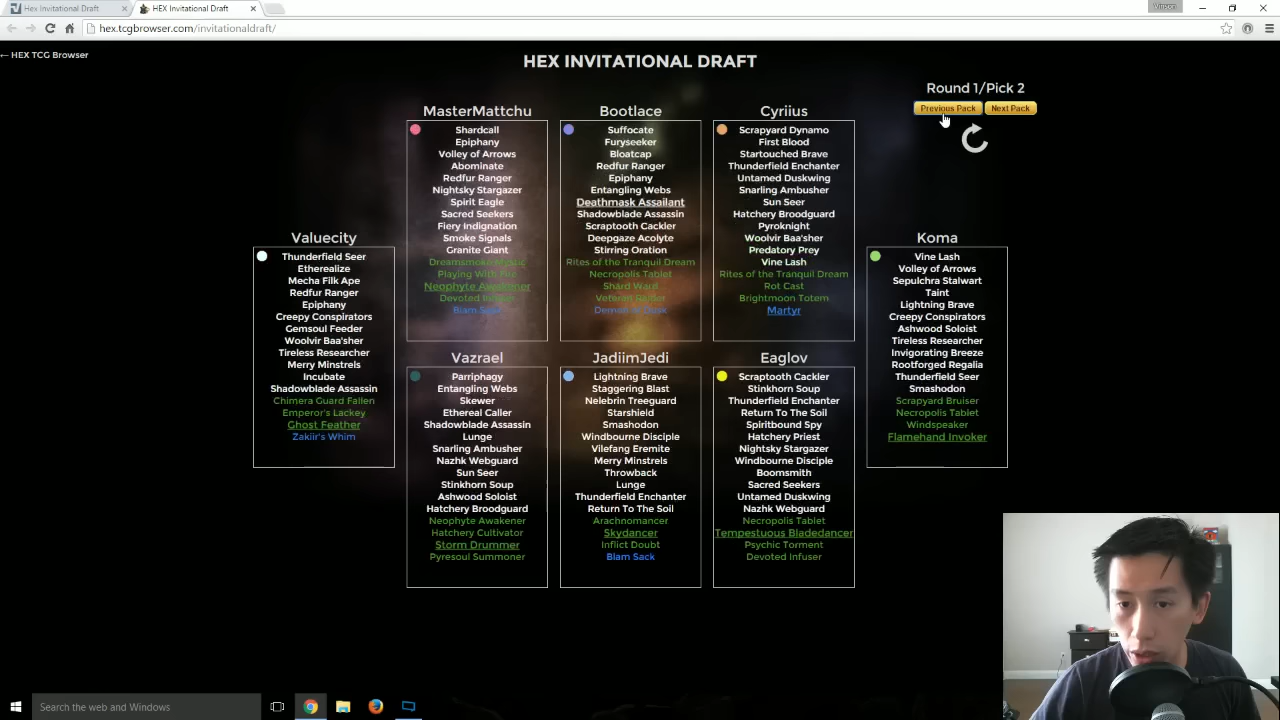 Hex Invitational Draft
HEX Invitational Draft
hex.tcgbrowser.com/invitationaldraft/
← HEX TCG Browser
HEX INVITATIONAL DRAFT
Round 1/Pick 2
Previous Pack
Next Pack
MasterMattchu
Shardcall
Epiphany
Volley of Arrows
Abominate
Redfur Ranger
Nightsky Stargazer
Spirit Eagle
Sacred Seekers
Fiery Indignation
Smoke Signals
Granite Giant
Playing With Fire
Neophyte Awakener
Devoted Infuser
Blam Sack
Bootlace
Suffocate
Furyseeker
Bloatcap
Redfur Ranger
Epiphany
Entangling Webs
Deathmask Assailant
Shadowblade Assassin
Scraptooth Cackler
Deepgaze Acolyte
Stirring Oration
Rites of the Tranquil Dream
Necropolis Tablet
Shard Ward
Veteran Raider
Cyriius
Scrapyard Dynamo
First Blood
Startouched Brave
Thunderfield Enchanter
Untamed Duskwing
Snarling Ambusher
Sun Seer
Hatchery Broodguard
Pyroknight
Woolvir Baa'sher
Predatory Prey
Vine Lash
Rites of the Tranquil Dream
Rot Cast
Brightmoon Totem
Martyr
Valuecity
Thunderfield Seer
Etherealize
Mecha Filk Ape
Redfur Ranger
Epiphany
Creepy Conspirators
Gemsoul Feeder
Woolvir Baa'sher
Tireless Researcher
Merry Minstrels
Incubate
Shadowblade Assassin
Chimera Guard Fallen
Emperor's Lackey
Ghost Feather
Zakiir's Whim
Koma
Vine Lash
Volley of Arrows
Sepulchra Stalwart
Taint
Lightning Brave
Creepy Conspirators
Ashwood Soloist
Tireless Researcher
Invigorating Breeze
Rootforged Regalia
Thunderfield Seer
Smashodon
Scrapyard Bruiser
Necropolis Tablet
Windspeaker
Flamehand Invoker
Vazrael
Parriphagy
Entangling Webs
Skewer
Ethereal Caller
Shadowblade Assassin
Lunge
Snarling Ambusher
Nazhk Webguard
Sun Seer
Stinkhorn Soup
Ashwood Soloist
Hatchery Broodguard
Neophyte Awakener
Hatchery Cultivator
Storm Drummer
Pyresoul Summoner
JadiimJedi
Lightning Brave
Staggering Blast
Nelebrin Treeguard
Starshield
Smashodon
Windbourne Disciple
Vilefang Eremite
Merry Minstrels
Throwback
Lunge
Thunderfield Enchanter
Return To The Soil
Arachnomancer
Skydancer
Inflict Doubt
Blam Sack
Eaglov
Scraptooth Cackler
Stinkhorn Soup
Thunderfield Enchanter
Return To The Soil
Spiritbound Spy
Hatchery Priest
Nightsky Stargazer
Windbourne Disciple
Boomsmith
Sacred Seekers
Untamed Duskwing
Nazhk Webguard
Necropolis Tablet
Tempestuous Bladedancer
Psychic Torment
Devoted Infuser
Search the web and Windows